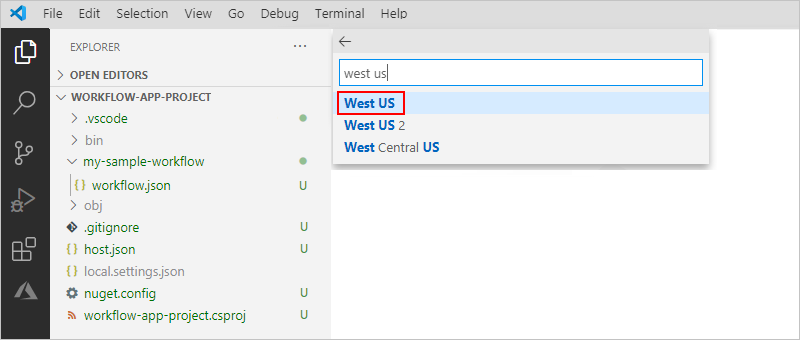 File Edit Selection View Go Debug Terminal Help
EXPLORER
OPEN EDITORS
WORKFLOW-APP-PROJECT
.vscode
bin
my-sample-workflow
{} workflow.json U
obj
.gitignore U
{} host.json U
{} local.settings.json
nuget.config U
workflow-app-project.csproj U
west us
West US
West US 2
West Central US